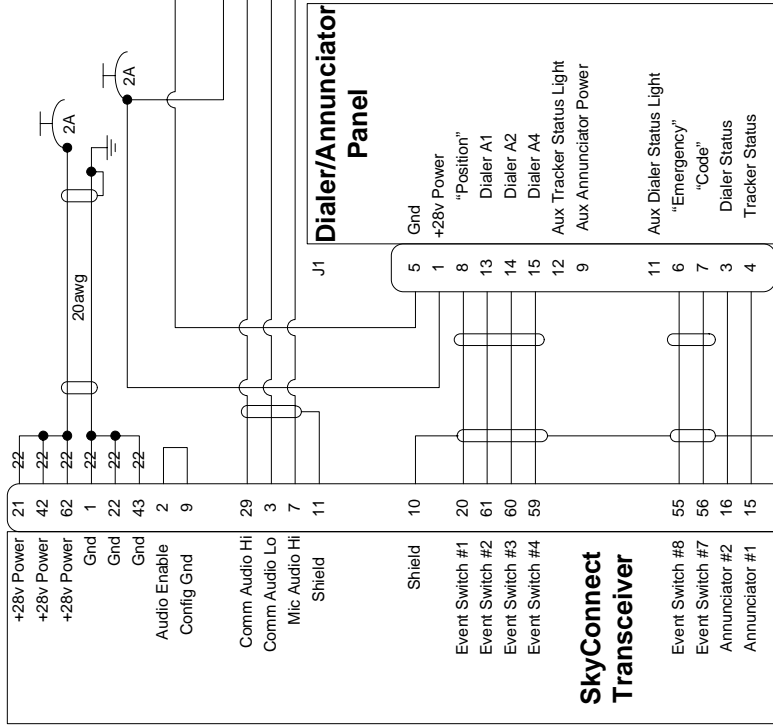 +28v Power 21 22
+28v Power 42 22
+28v Power 62 22
Gnd 1 22
Gnd 22 22
Gnd 43 22
Audio Enable 2
Config Gnd 9
Comm Audio Hi 29
Comm Audio Lo 3
Mic Audio Hi 7
Shield 11
Shield 10
Event Switch #1 20
Event Switch #2 61
Event Switch #3 60
Event Switch #4 59
SkyConnect
Transceiver
Event Switch #8 55
Event Switch #7 56
Annunciator #2 16
Annunciator #1 15
20awg
2A
2A
Dialer/Annunciator
Panel
J1
5 Gnd
1 +28v Power
8 "Position"
13 Dialer A1
14 Dialer A2
15 Dialer A4
12 Aux Tracker Status Light
9 Aux Annunciator Power
11 Aux Dialer Status Light
6 "Emergency"
7 "Code"
3 Dialer Status
4 Tracker Status